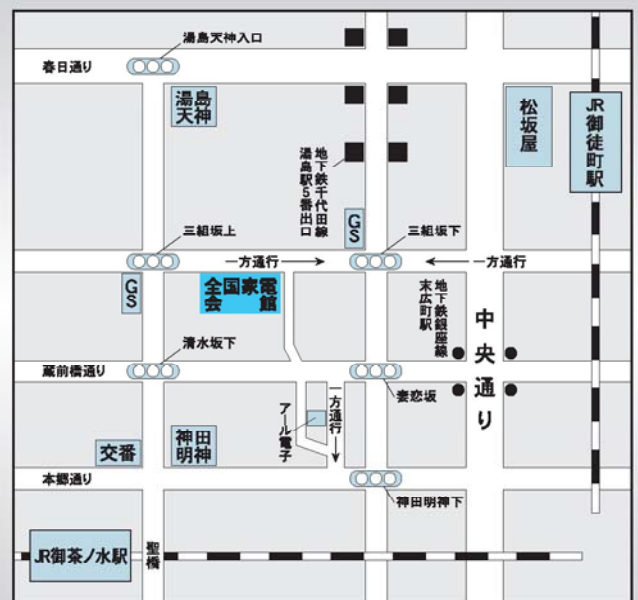 湯島天神入口
春日通り
湯島
天神
松坂屋
JR御徒町駅
地下鉄千代田線
湯島駅5番出口
GS
三組坂上
一方通行
三組坂下
一方通行
GS
全国家電
会館
地下鉄銀座線
末広町駅
中央通り
清水坂下
蔵前橋通り
妻恋坂
一方通行
アール電子
交番
神田
明神
本郷通り
神田明神下
JR御茶ノ水駅
聖橋